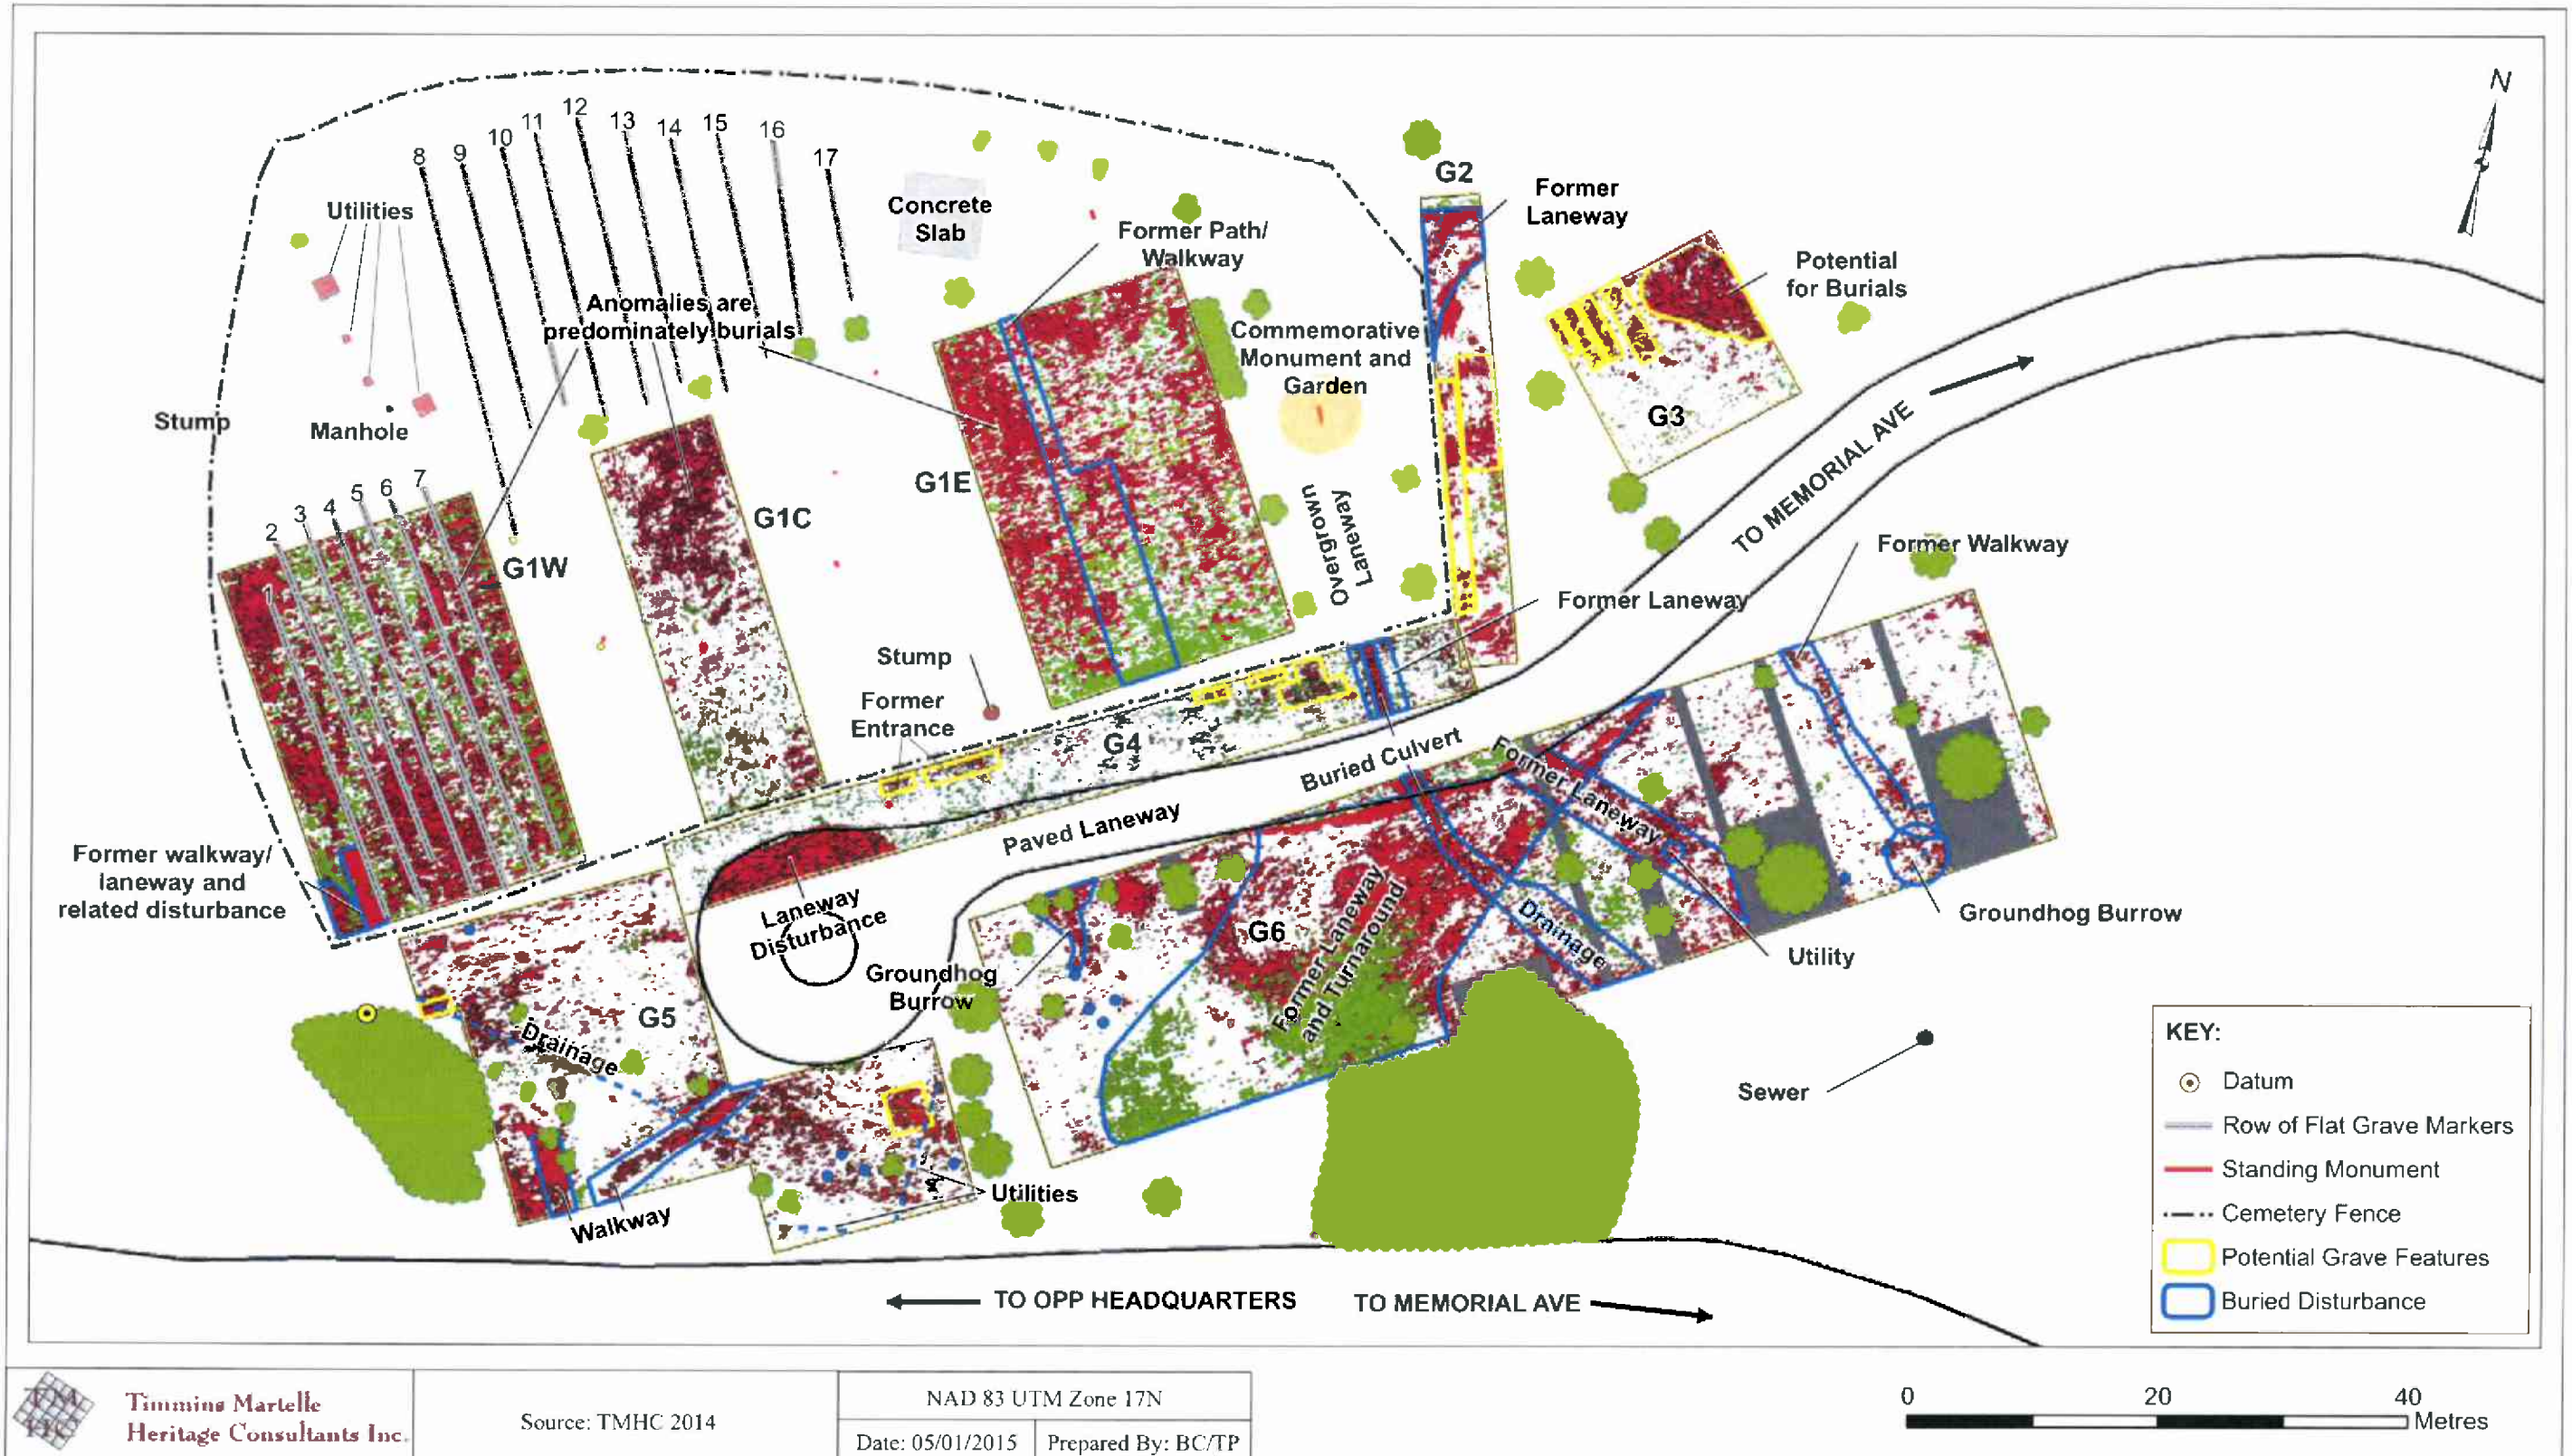 N
8
9
10
11
12
13
14
15
16
17
Utilities
Concrete
Slab
Former Path/
Walkway
G2
Former
Laneway
Potential
for Burials
Anomalies are
predominately burials
Commemorative
Monument and
Garden
G3
Stump
Manhole
1
2
3
4
5
6
7
G1W
G1C
G1E
Overgrown
Laneway
TO MEMORIAL AVE
Former Walkway
Former Laneway
Stump
Former
Entrance
G4
Buried Culvert
Former Laneway
Paved Laneway
Former walkway/
laneway and
related disturbance
Laneway
Disturbance
Groundhog
Burrow
G6
Former Laneway
and Turnaround
Drainage
Utility
Groundhog Burrow
G5
Drainage
Sewer
Utilities
Walkway
TO OPP HEADQUARTERS
TO MEMORIAL AVE
KEY:
Datum
Row of Flat Grave Markers
Standing Monument
Cemetery Fence
Potential Grave Features
Buried Disturbance
Timmins Martelle
Heritage Consultants Inc.
Source: TMHC 2014
NAD 83 UTM Zone 17N
Date: 05/01/2015
Prepared By: BC/TP
0 20 40
Metres